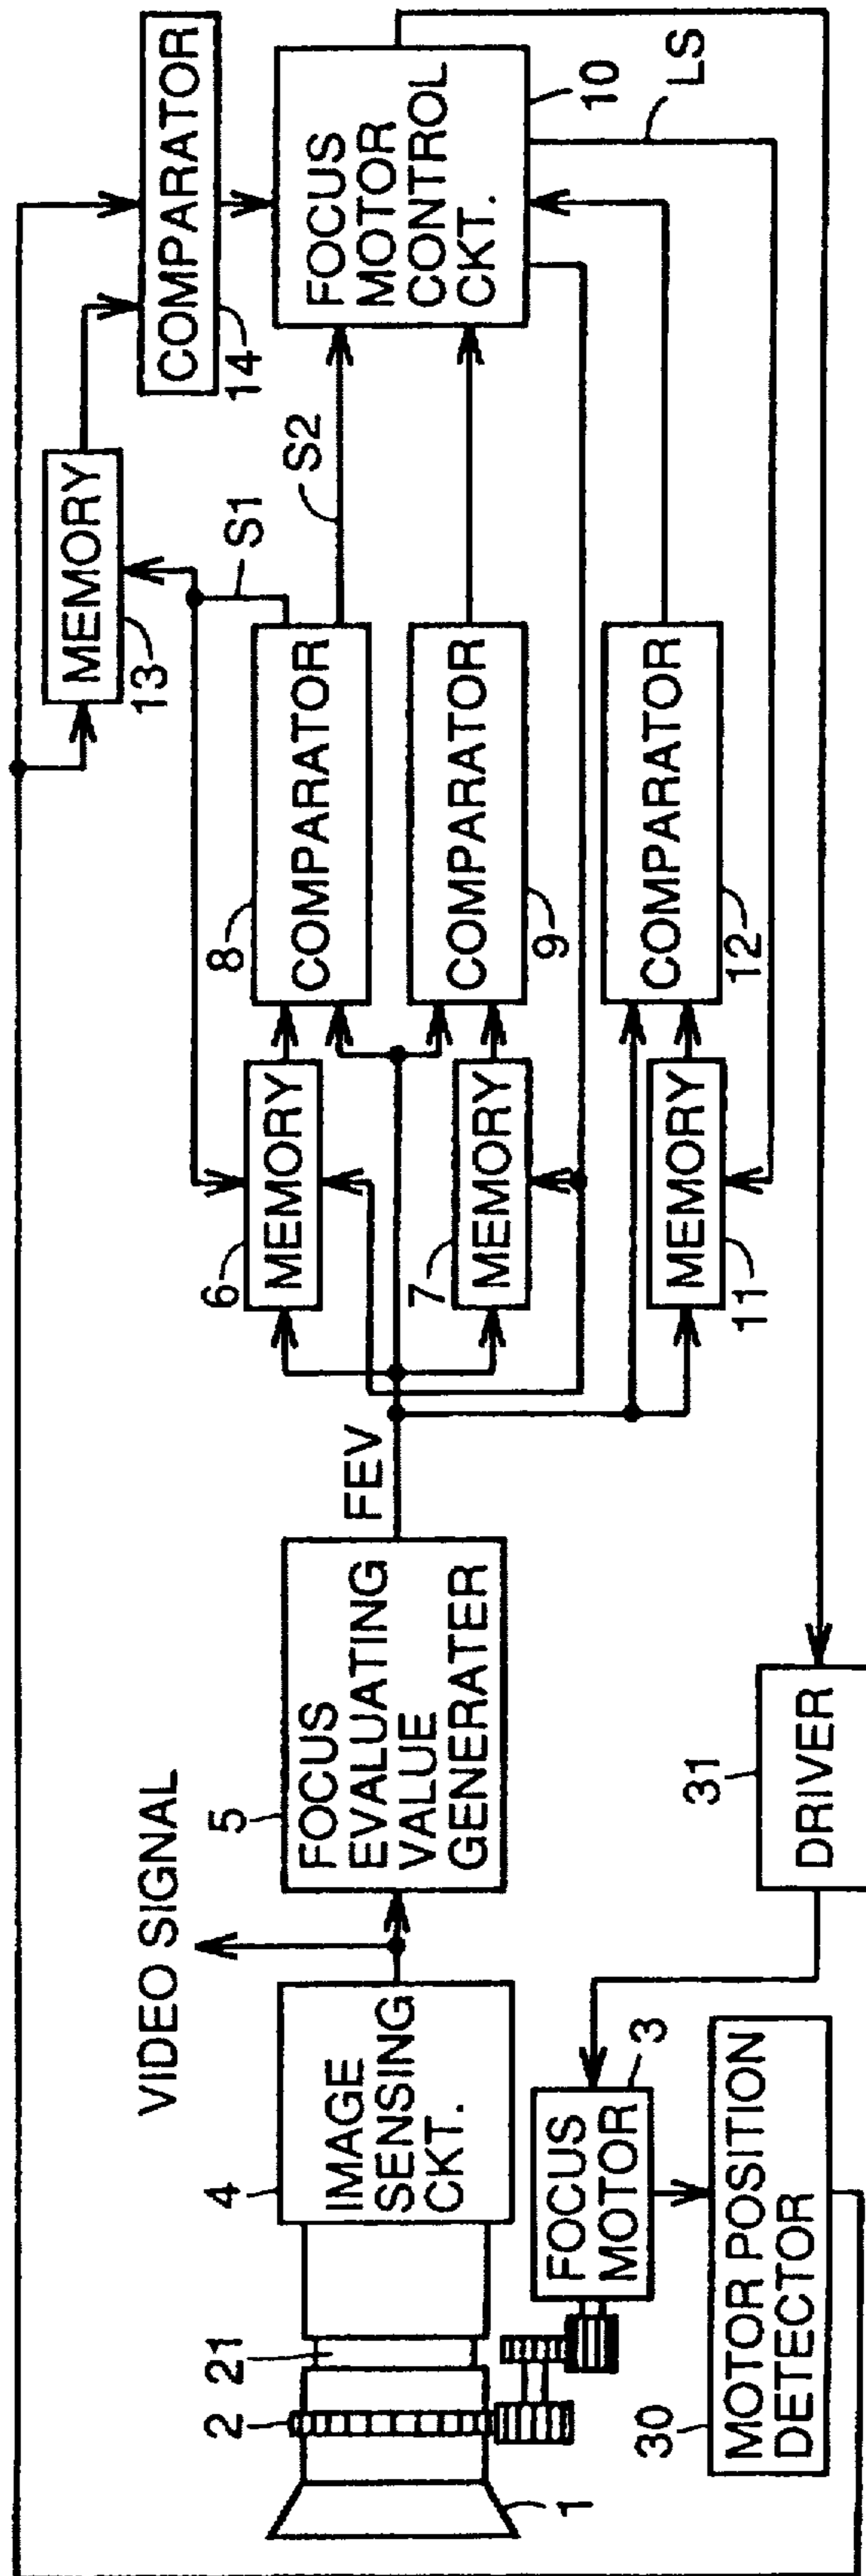 VIDEO SIGNAL
1
2
21
4
IMAGE
SENSING
CKT.
5
FOCUS
EVALUATING
VALUE
GENERATER
FEV
6
MEMORY
7
MEMORY
11
MEMORY
8
COMPARATOR
9
COMPARATOR
12
COMPARATOR
S1
S2
MEMORY
13
COMPARATOR
14
FOCUS
MOTOR
CONTROL
CKT.
10
LS
FOCUS
MOTOR
3
30
MOTOR POSITION
DETECTOR
31
DRIVER